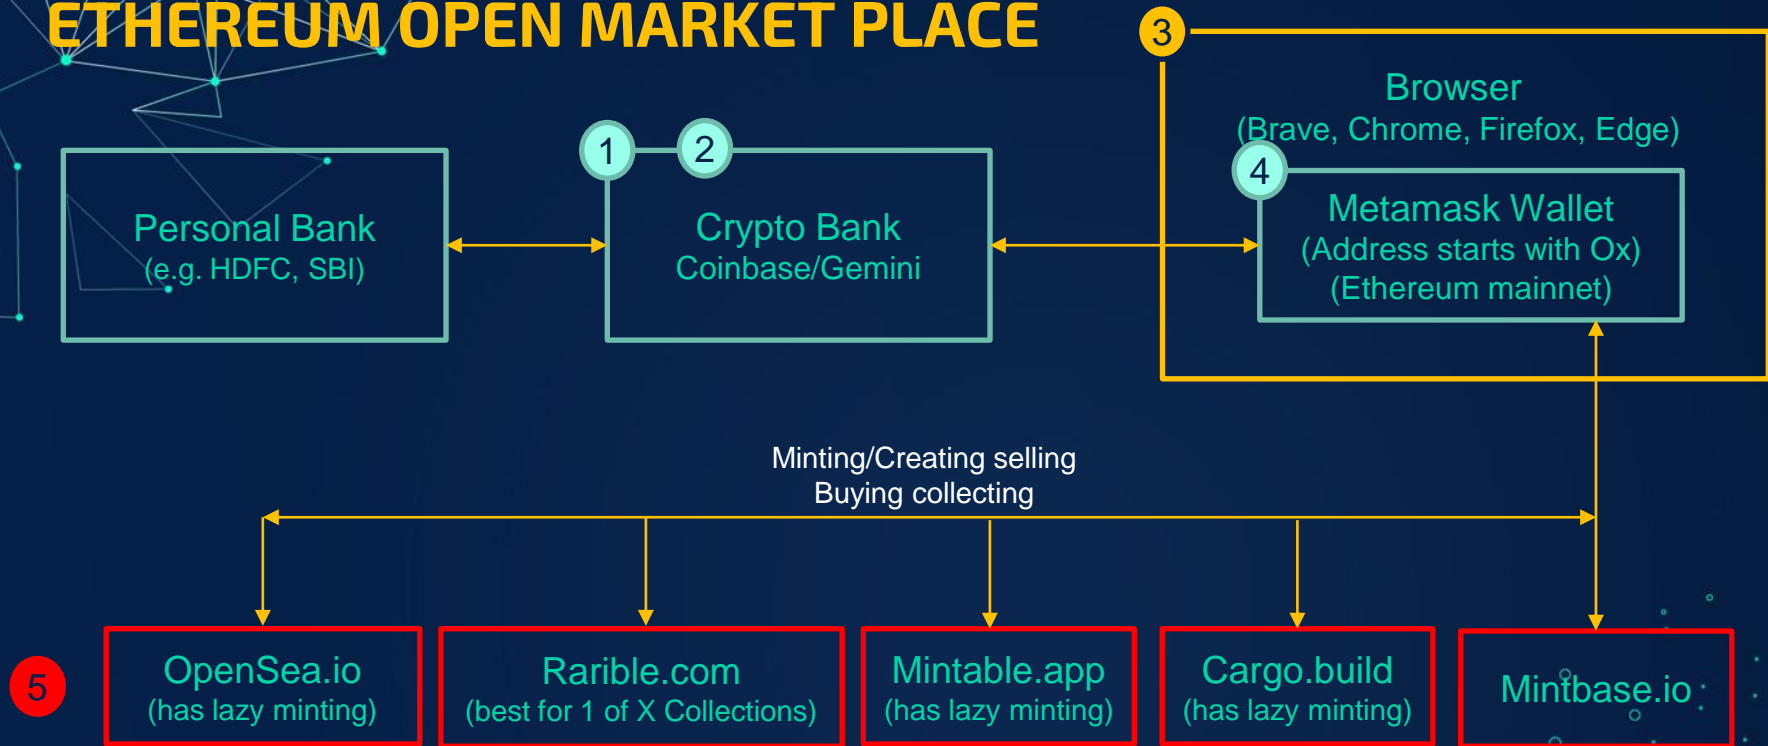 ETHEREUM OPEN MARKET PLACE
3
Browser
(Brave, Chrome, Firefox, Edge)
1
2
4
Personal Bank
(e.g. HDFC, SBI)
Crypto Bank
Coinbase/Gemini
Metamask Wallet
(Address starts with Ox)
(Ethereum mainnet)
Minting/Creating selling
Buying collecting
5
OpenSea.io
(has lazy minting)
Rarible.com
(best for 1 of X Collections)
Mintable.app
(has lazy minting)
Cargo.build
(has lazy minting)
Mintbase.io